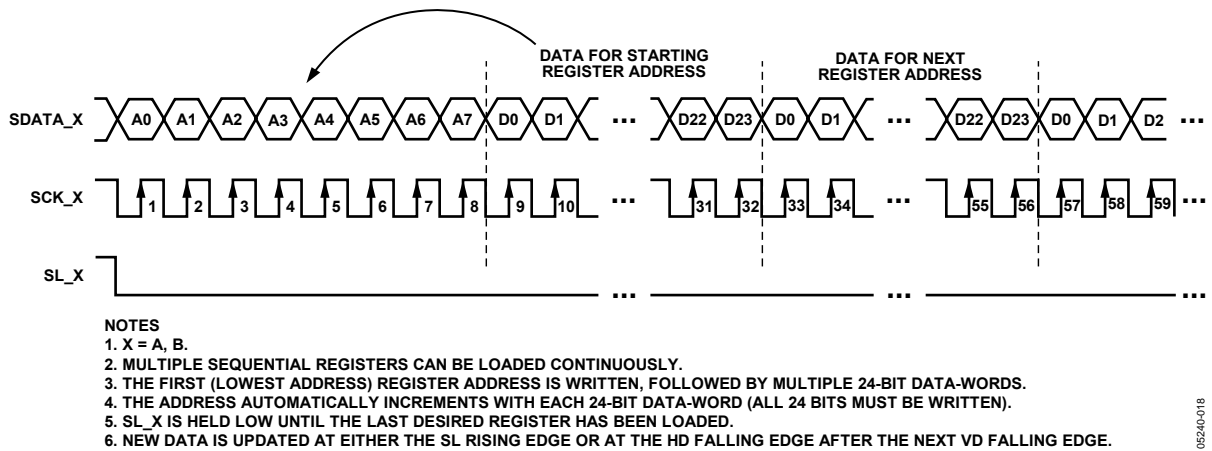 DATA FOR STARTING
REGISTER ADDRESS
DATA FOR NEXT
REGISTER ADDRESS
SDATA_X A0 A1 A2 A3 A4 A5 A6 A7 D0 D1 ... D22 D23 D0 D1 ... D22 D23 D0 D1 D2 ...
SCK_X 1 2 3 4 5 6 7 8 9 10 ... 31 32 33 34 ... 55 56 57 58 59 ...
SL_X ... ... ...
NOTES
1. X = A, B.
2. MULTIPLE SEQUENTIAL REGISTERS CAN BE LOADED CONTINUOUSLY.
3. THE FIRST (LOWEST ADDRESS) REGISTER ADDRESS IS WRITTEN, FOLLOWED BY MULTIPLE 24-BIT DATA-WORDS.
4. THE ADDRESS AUTOMATICALLY INCREMENTS WITH EACH 24-BIT DATA-WORD (ALL 24 BITS MUST BE WRITTEN).
5. SL_X IS HELD LOW UNTIL THE LAST DESIRED REGISTER HAS BEEN LOADED.
6. NEW DATA IS UPDATED AT EITHER THE SL RISING EDGE OR AT THE HD FALLING EDGE AFTER THE NEXT VD FALLING EDGE.
05240-018